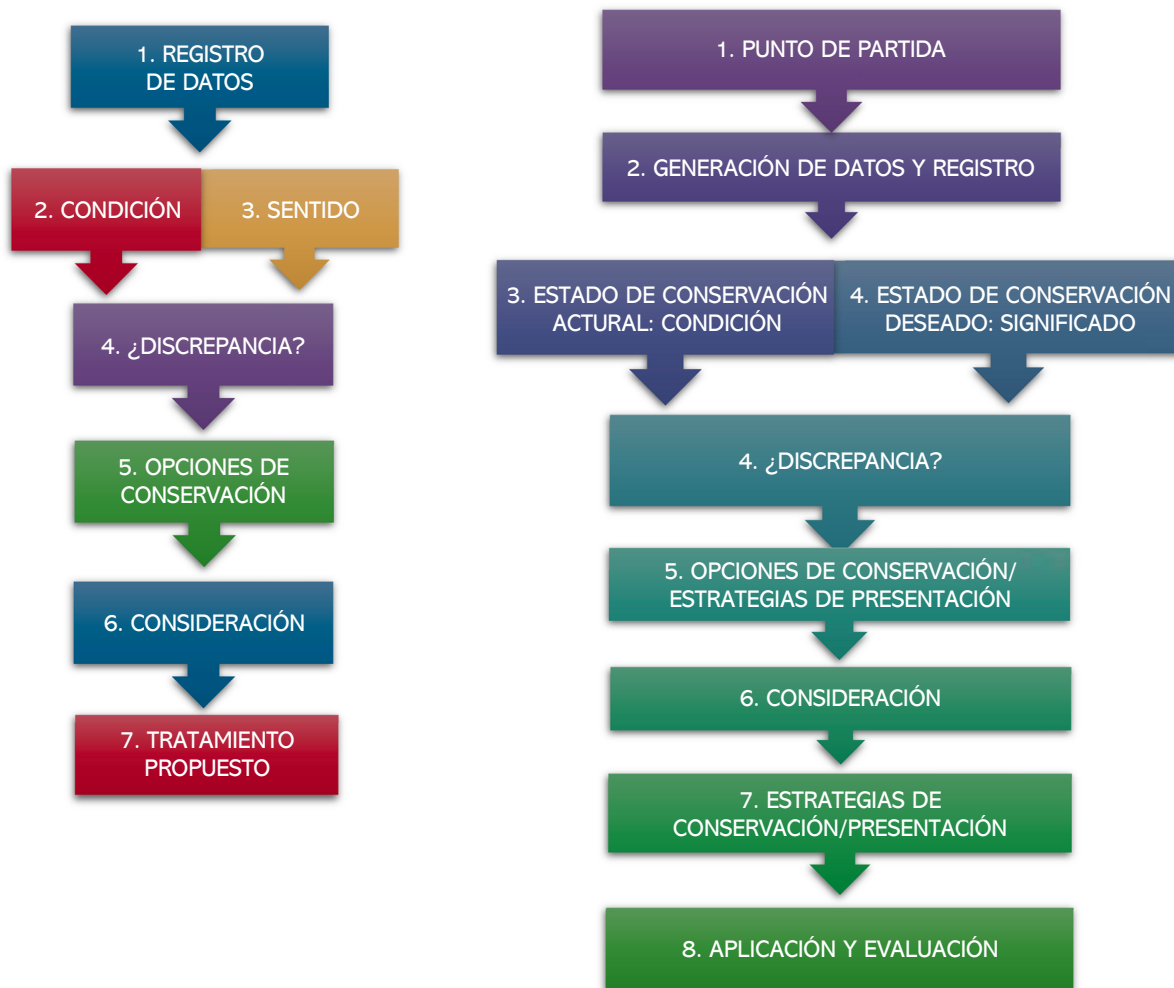 1. REGISTRO
DE DATOS
2. CONDICIÓN
3. SENTIDO
4. ¿DISCREPANCIA?
5. OPCIONES DE
CONSERVACIÓN
6. CONSIDERACIÓN
7. TRATAMIENTO
PROPUESTO
1. PUNTO DE PARTIDA
2. GENERACIÓN DE DATOS Y REGISTRO
3. ESTADO DE CONSERVACIÓN
ACTURAL: CONDICIÓN
4. ESTADO DE CONSERVACIÓN
DESEADO: SIGNIFICADO
4. ¿DISCREPANCIA?
5. OPCIONES DE CONSERVACIÓN/
ESTRATEGIAS DE PRESENTACIÓN
6. CONSIDERACIÓN
7. ESTRATEGIAS DE
CONSERVACIÓN/PRESENTACIÓN
8. APLICACIÓN Y EVALUACIÓN